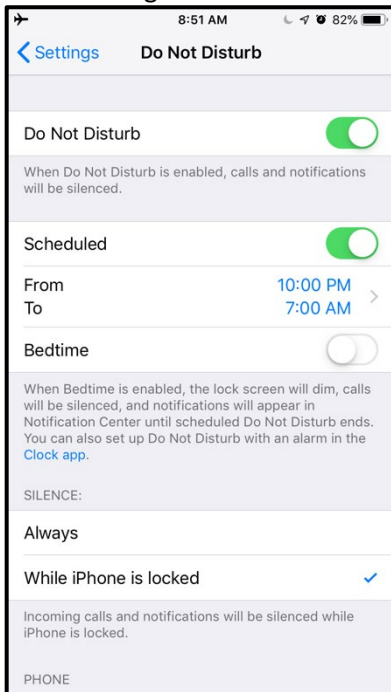 8:51 AM 82%
Settings Do Not Disturb
Do Not Disturb
When Do Not Disturb is enabled, calls and notifications
will be silenced.
Scheduled
From 10:00 PM
To 7:00 AM
Bedtime
When Bedtime is enabled, the lock screen will dim, calls
will be silenced, and notifications will appear in
Notification Center until scheduled Do Not Disturb ends.
You can also set up Do Not Disturb with an alarm in the
Clock app.
SILENCE:
Always
While iPhone is locked
Incoming calls and notifications will be silenced while
iPhone is locked.
PHONE